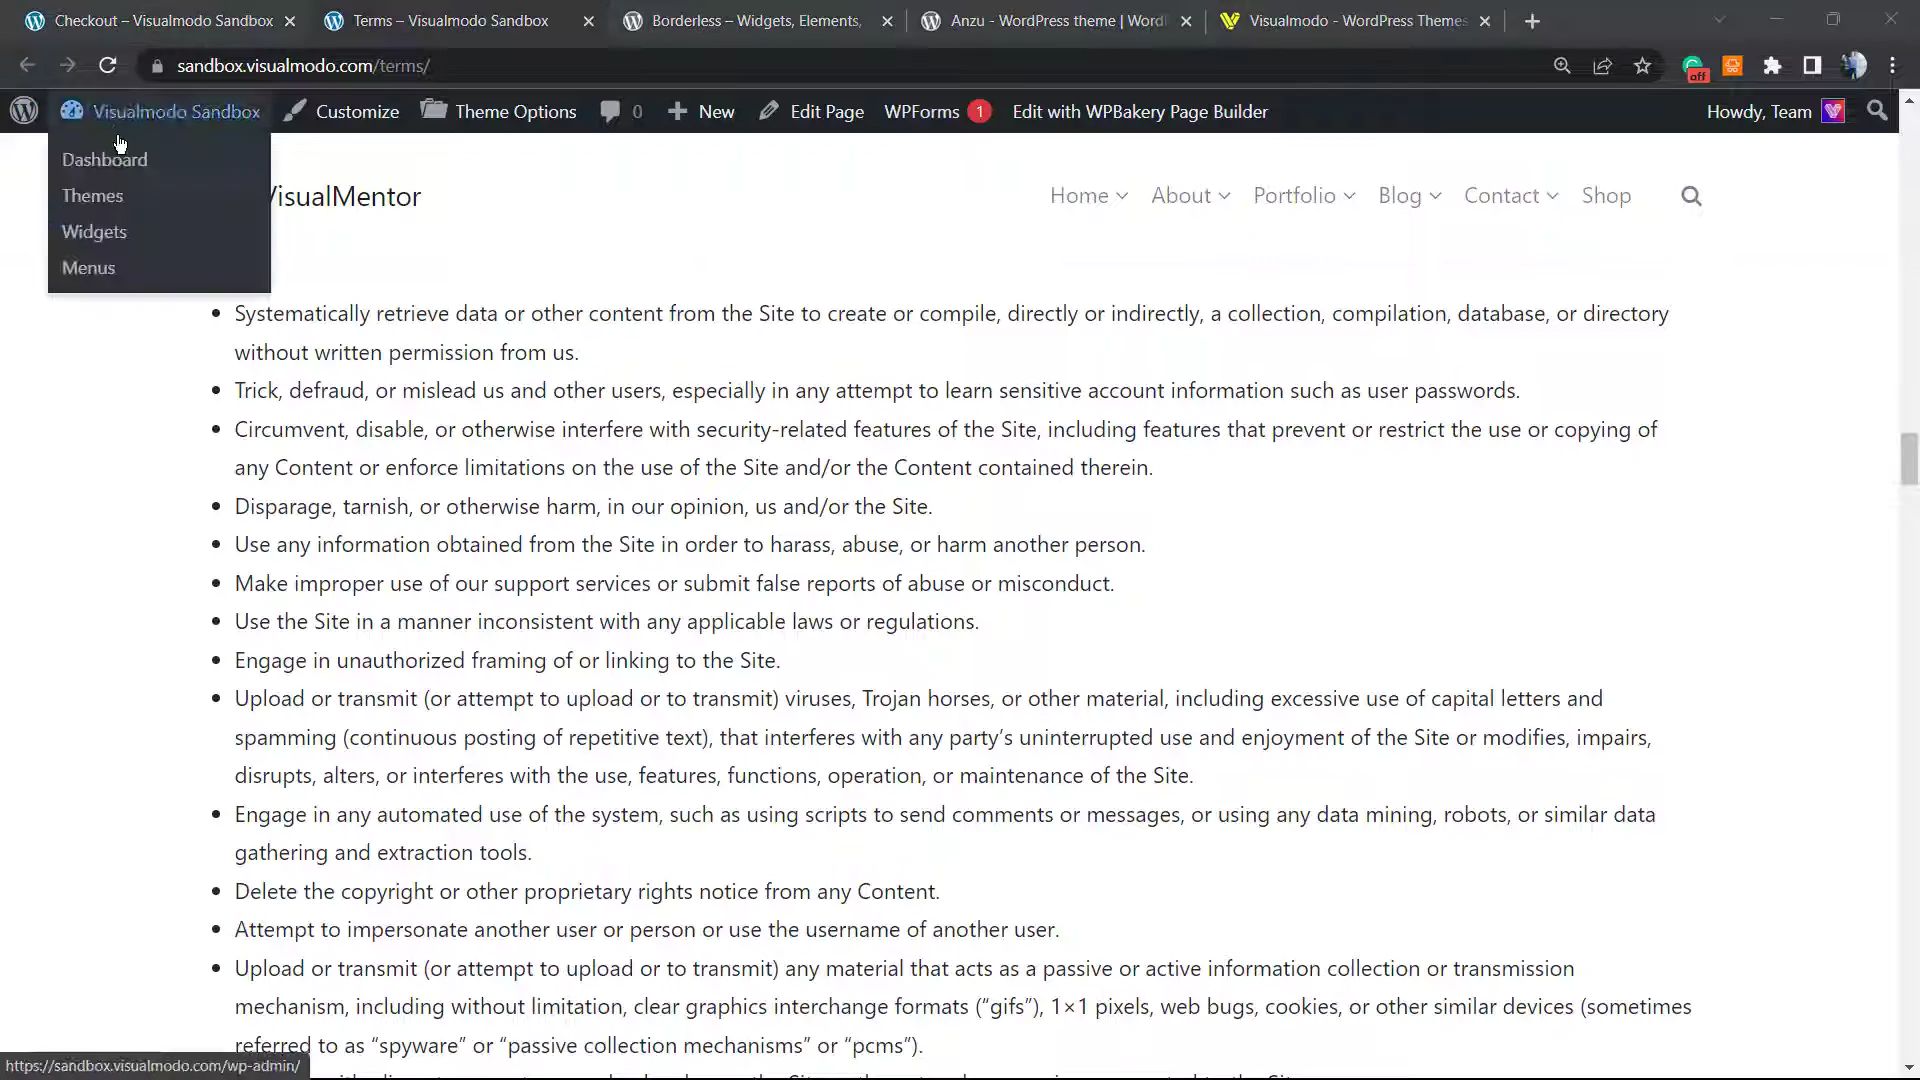 Checkout – Visualmodo Sandbox
Terms – Visualmodo Sandbox
Borderless – Widgets, Elements,
Anzu - WordPress theme | Word
Visualmodo - WordPress Themes
sandbox.visualmodo.com/terms/
off
Visualmodo Sandbox
Customize
Theme Options
0
New
Edit Page
WPForms 1
Edit with WPBakery Page Builder
Howdy, Team
Dashboard
Themes
Widgets
Menus
VisualMentor
Home
About
Portfolio
Blog
Contact
Shop
• Systematically retrieve data or other content from the Site to create or compile, directly or indirectly, a collection, compilation, database, or directory
without written permission from us.
• Trick, defraud, or mislead us and other users, especially in any attempt to learn sensitive account information such as user passwords.
• Circumvent, disable, or otherwise interfere with security-related features of the Site, including features that prevent or restrict the use or copying of
any Content or enforce limitations on the use of the Site and/or the Content contained therein.
• Disparage, tarnish, or otherwise harm, in our opinion, us and/or the Site.
• Use any information obtained from the Site in order to harass, abuse, or harm another person.
• Make improper use of our support services or submit false reports of abuse or misconduct.
• Use the Site in a manner inconsistent with any applicable laws or regulations.
• Engage in unauthorized framing of or linking to the Site.
• Upload or transmit (or attempt to upload or to transmit) viruses, Trojan horses, or other material, including excessive use of capital letters and
spamming (continuous posting of repetitive text), that interferes with any party’s uninterrupted use and enjoyment of the Site or modifies, impairs,
disrupts, alters, or interferes with the use, features, functions, operation, or maintenance of the Site.
• Engage in any automated use of the system, such as using scripts to send comments or messages, or using any data mining, robots, or similar data
gathering and extraction tools.
• Delete the copyright or other proprietary rights notice from any Content.
• Attempt to impersonate another user or person or use the username of another user.
• Upload or transmit (or attempt to upload or to transmit) any material that acts as a passive or active information collection or transmission
mechanism, including without limitation, clear graphics interchange formats (“gifs”), 1×1 pixels, web bugs, cookies, or other similar devices (sometimes
referred to as “spyware” or “passive collection mechanisms” or “pcms”).
https://sandbox.visualmodo.com/wp-admin/